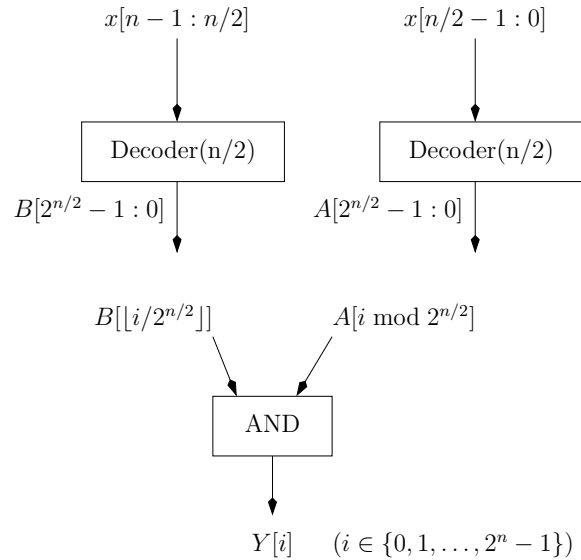 x[n − 1 : n/2] x[n/2 − 1 : 0]
Decoder(n/2) Decoder(n/2)
B[2^{n/2} − 1 : 0] A[2^{n/2} − 1 : 0]
B[⌊i/2^{n/2}⌋] A[i mod 2^{n/2}]
AND
Y[i] (i ∈ {0, 1, . . . , 2^n − 1})